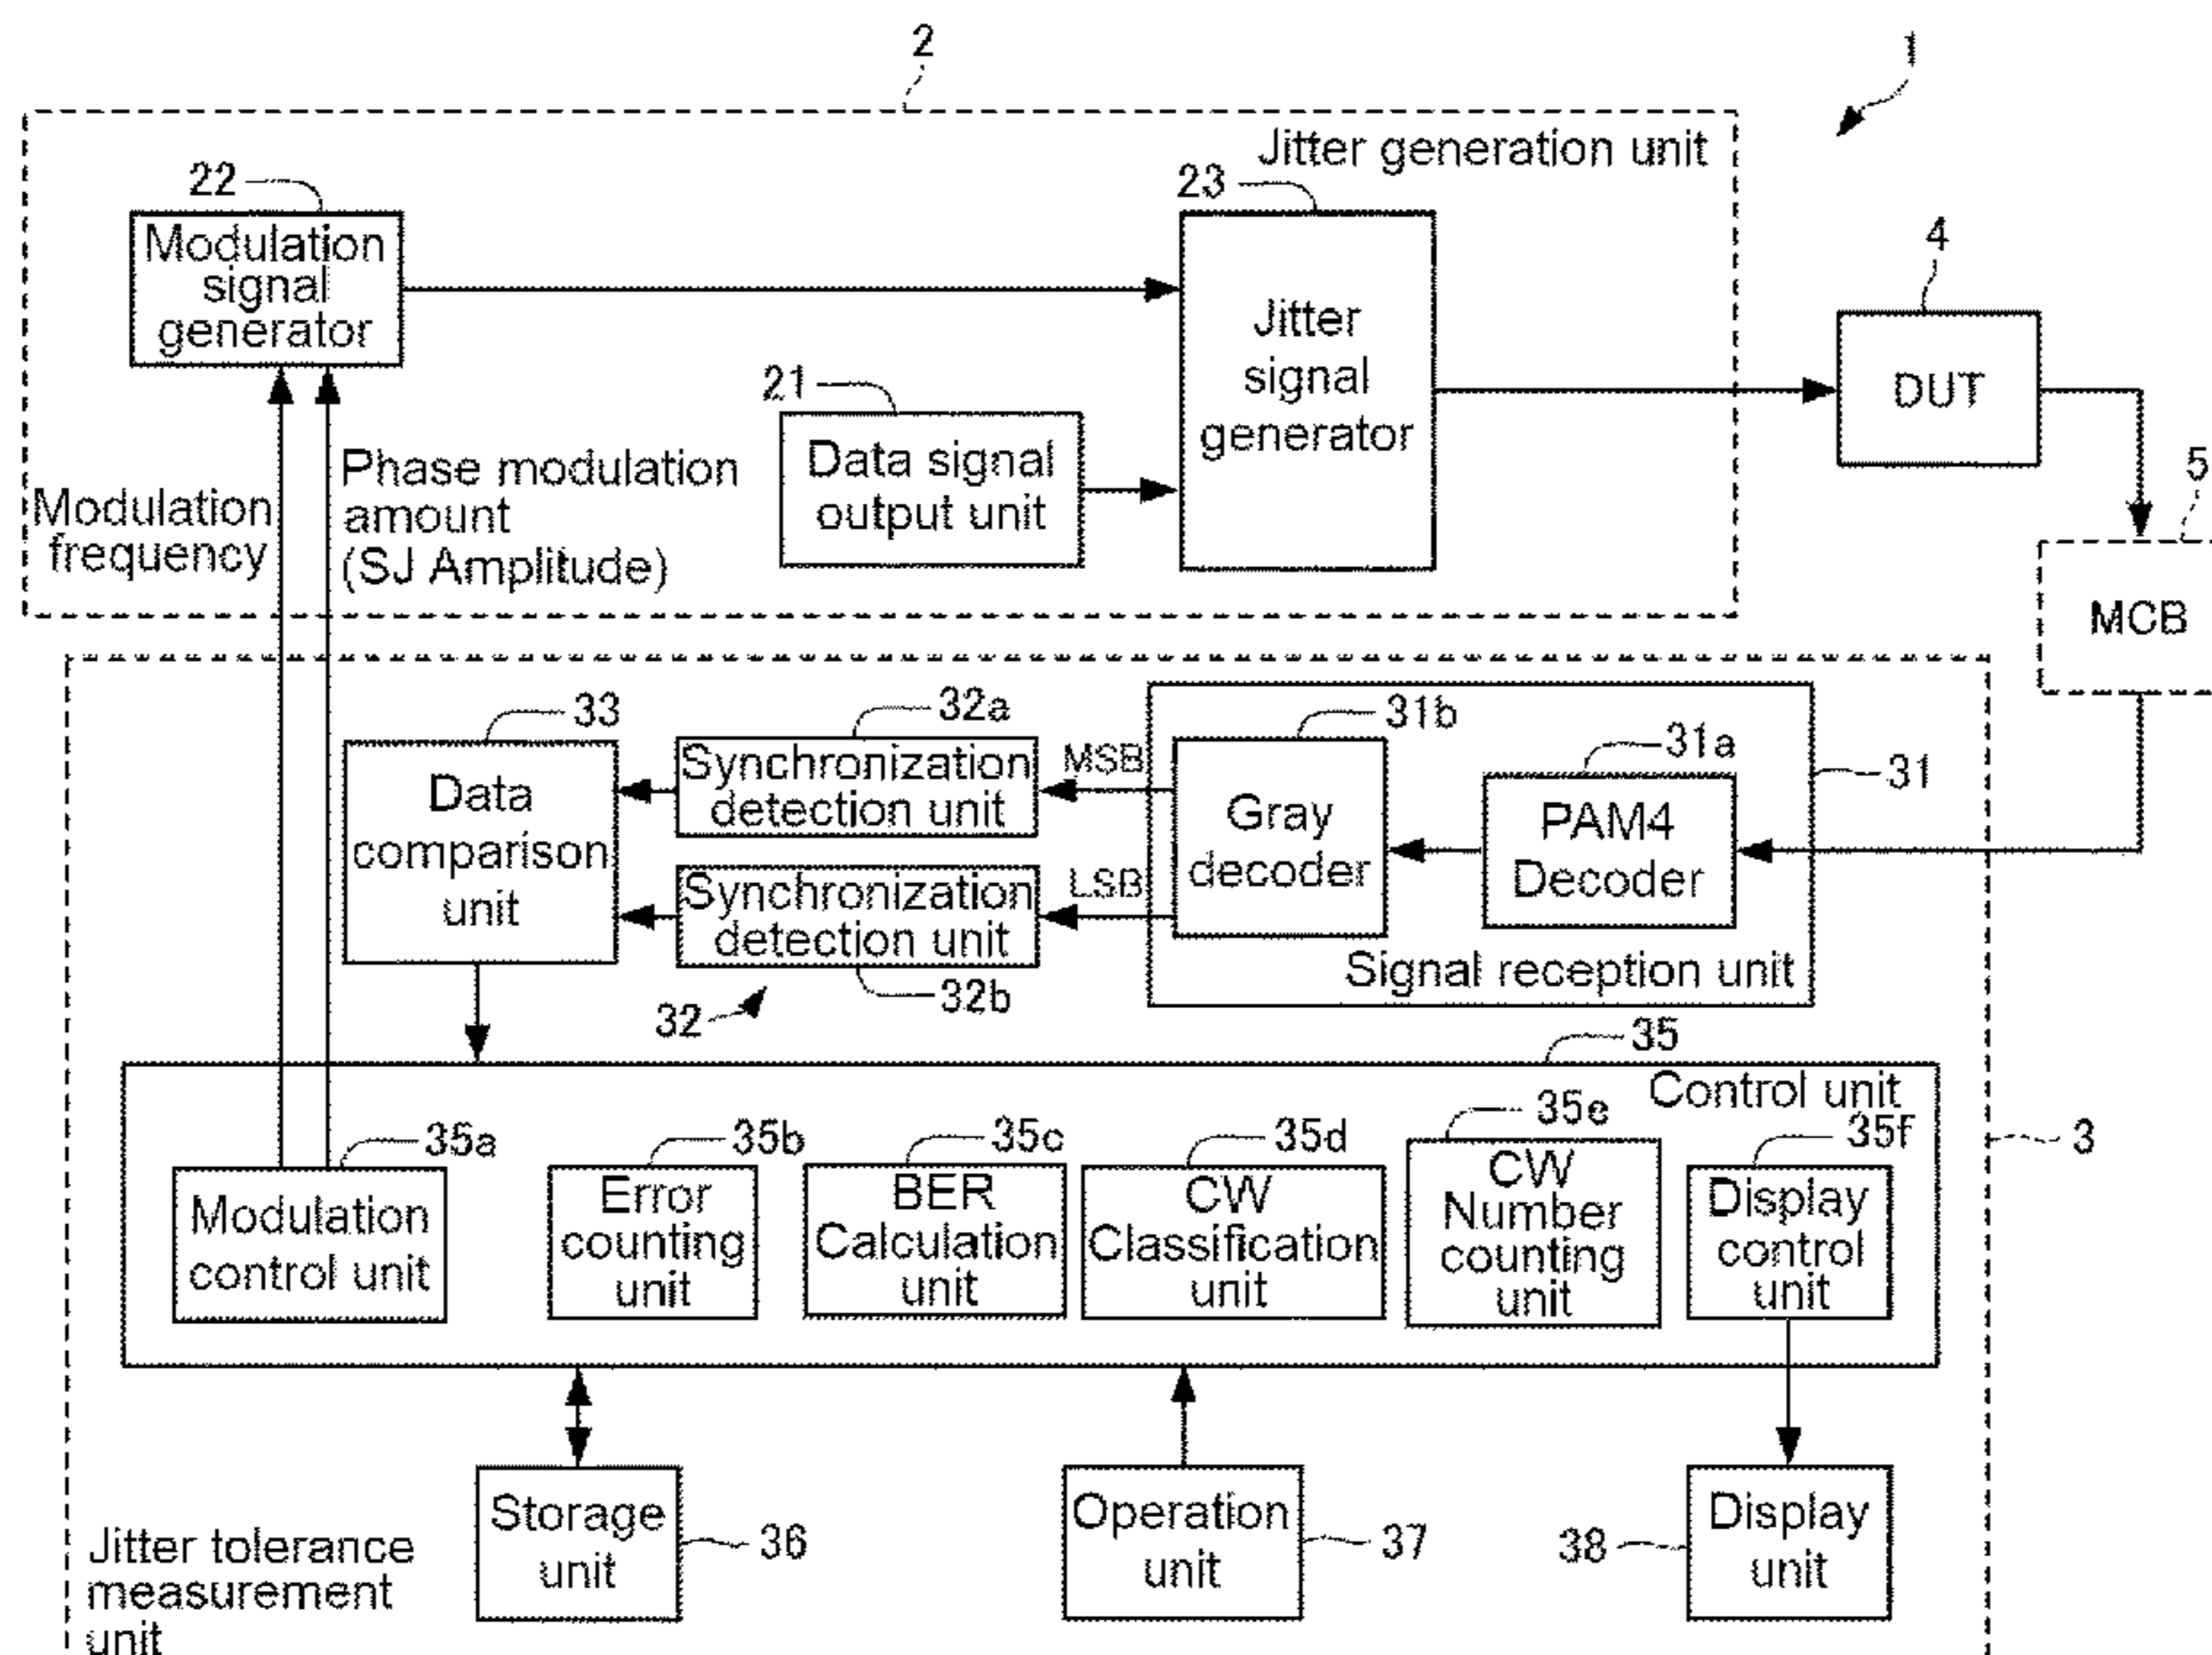 2
1
Jitter generation unit
22
23
Modulation
signal
generator
Jitter
signal
generator
4
DUT
21
Data signal
output unit
Modulation
frequency
Phase modulation
amount
(SJ Amplitude)
5
MCB
33
32a
31b
31a
31
Data
comparison
unit
Synchronization
detection unit
MSB
Gray
decoder
PAM4
Decoder
Synchronization
detection unit
LSB
Signal reception unit
32
32b
35
Control unit
35a
35b
35c
35d
35e
35f
3
Modulation
control unit
Error
counting
unit
BER
Calculation
unit
CW
Classification
unit
CW
Number
counting
unit
Display
control
unit
Storage
unit
36
Operation
unit
37
38
Display
unit
Jitter tolerance
measurement
unit